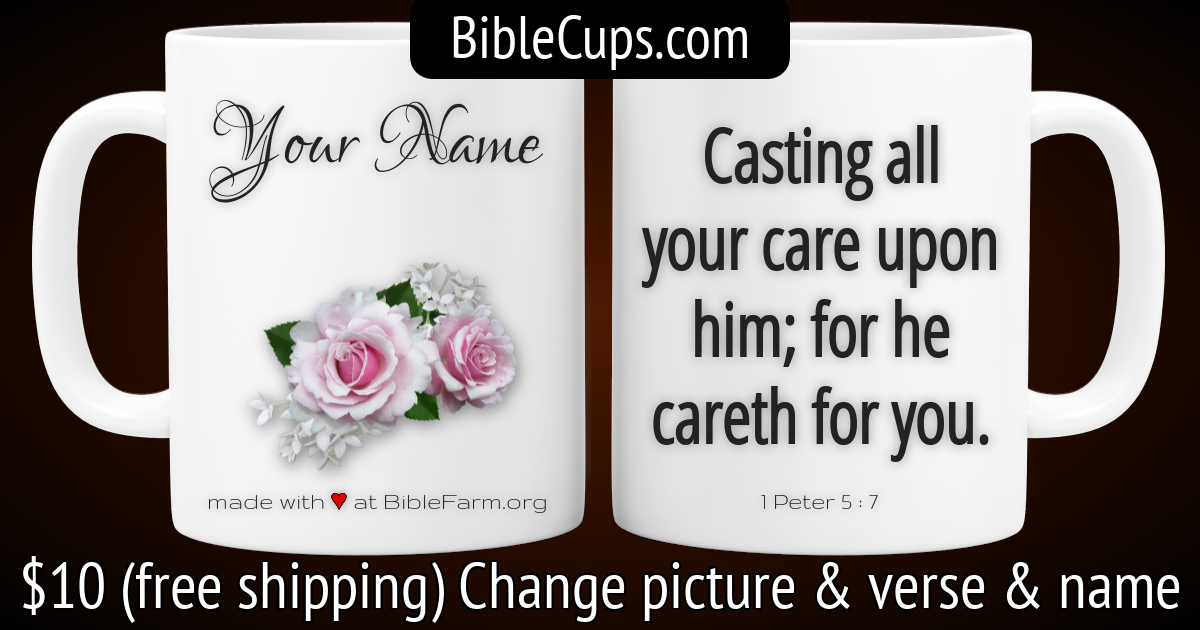 BibleCups.com
Your Name
made with ♥ at BibleFarm.org
Casting all
your care upon
him; for he
careth for you.
1 Peter 5 : 7
$10 (free shipping) Change picture & verse & name